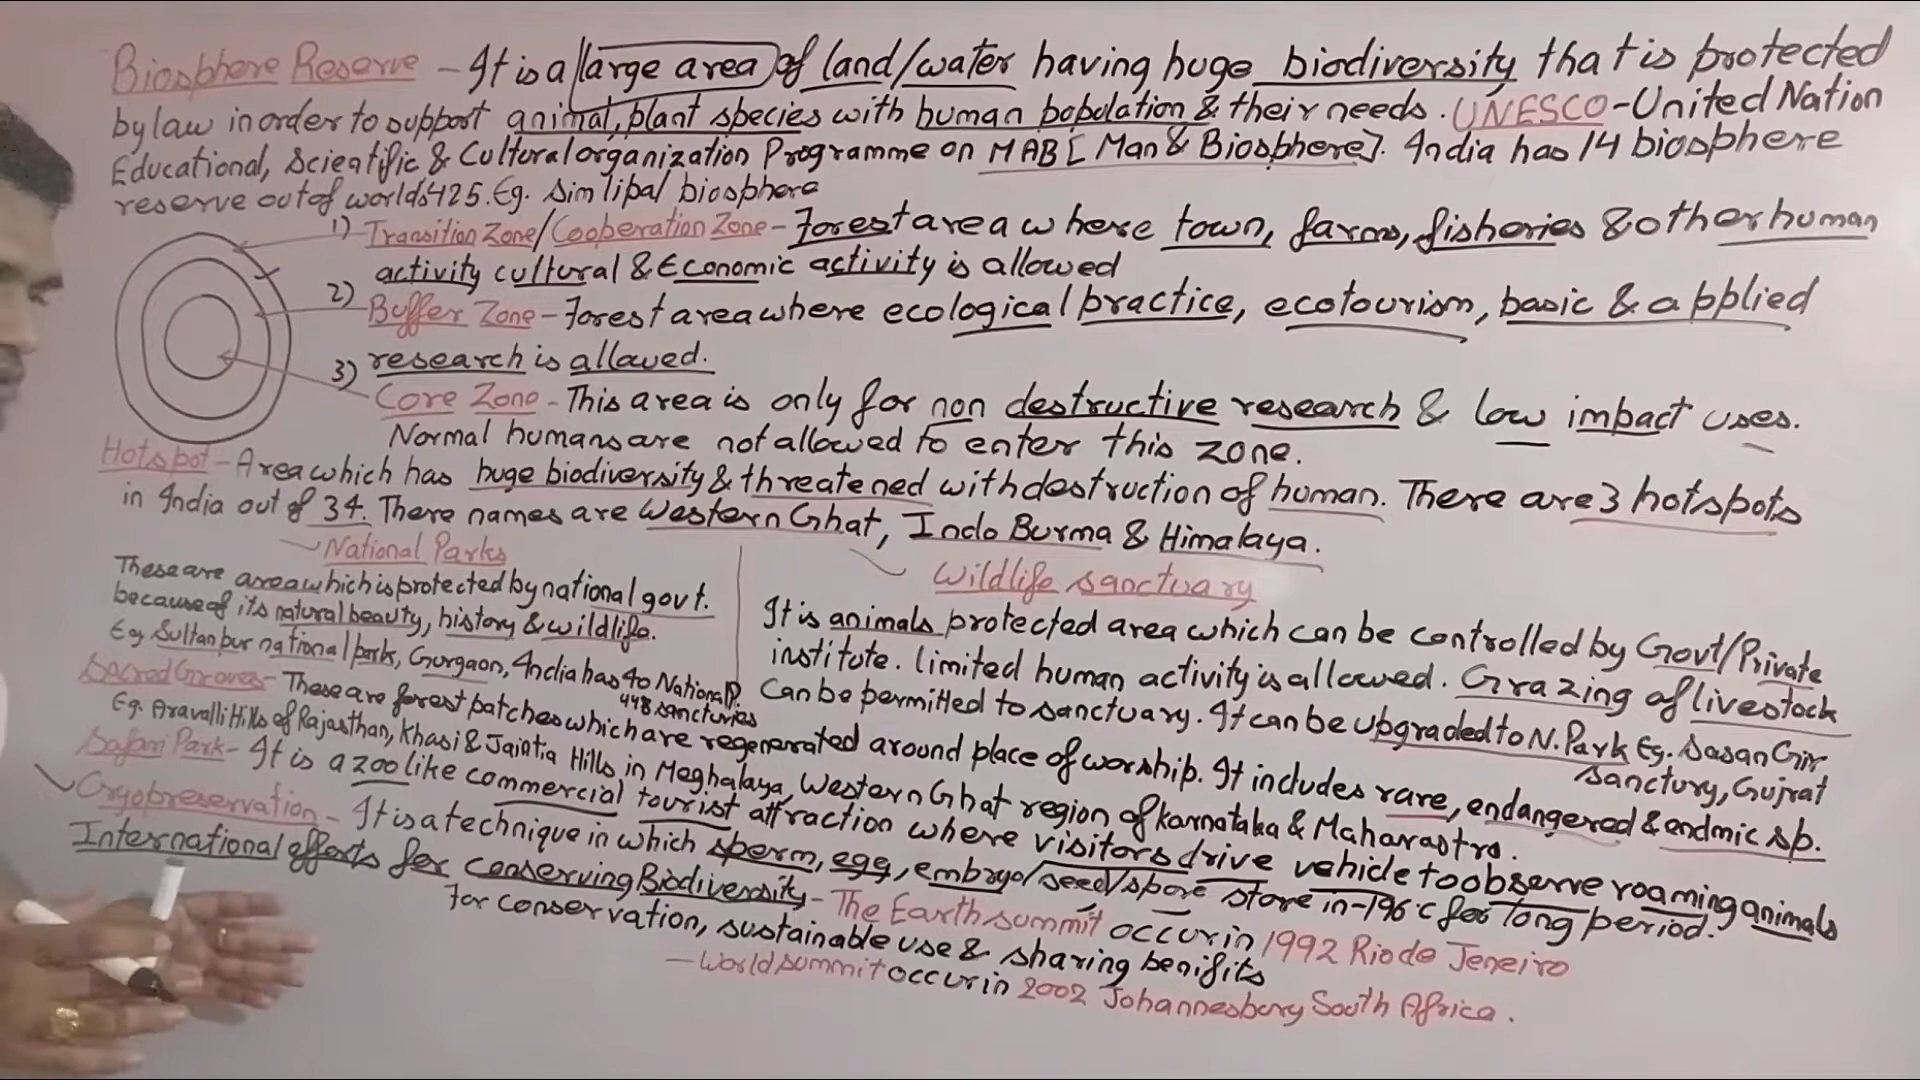 Biosphere Reserve - It is a large area of land/water having huge biodiversity that is protected
by law in order to support animal, plant species with human population & their needs. UNESCO - United Nation
Educational, Scientific & Cultural organization Programme on MAB [Man & Biosphere]. India has 14 biosphere
reserve out of worlds 425. Eg. Simlipal biosphere
1) Transition Zone/Cooperation Zone - Forest area where town, farms, fisheries & other human
activity cultural & Economic activity is allowed
2) Buffer Zone - Forest area where ecological practice, ecotourism, basic & applied
research is allowed.
3) Core Zone - This area is only for non destructive research & low impact uses.
Normal humans are not allowed to enter this zone.
Hotspot - Area which has huge biodiversity & threatened with destruction of human. There are 3 hotspots
in India out of 34. There names are Western Ghat, Indo Burma & Himalaya.
National Parks
These are area which is protected by national govt.
because of its natural beauty, history & wildlife.
Eg Sultanpur national park, Gurgaon, India has 40 National P.
448 sancturies
Wildlife sanctuary
It is animals protected area which can be controlled by Govt/Private
institute. limited human activity is allowed. Grazing of livestock
can be permitted to sanctuary. It can be upgraded to N. Park Eg. Sasan Gir
sanctury, Gujrat
Sacred Groves - These are forest patches which are regenerated around place of worship. It includes rare, endangered & endmic sp.
Eg. Aravalli Hills of Rajasthan, Khasi & Jaintia Hills in Meghalaya, Western Ghat region of Karnataka & Maharastra.
Safari Park - It is a zoo like commercial tourist attraction where visitors drive vehicle to observe roaming animals
Cryopreservation - It is a technique in which sperm, egg, embryo/seed/spore store in -196°c for long period.
International efforts for conserving Biodiversity - The Earth summit occur in 1992 Rio de Jeneiro
for conservation, sustainable use & sharing benifits
- World summit occur in 2002 Johannesburg South Africa.